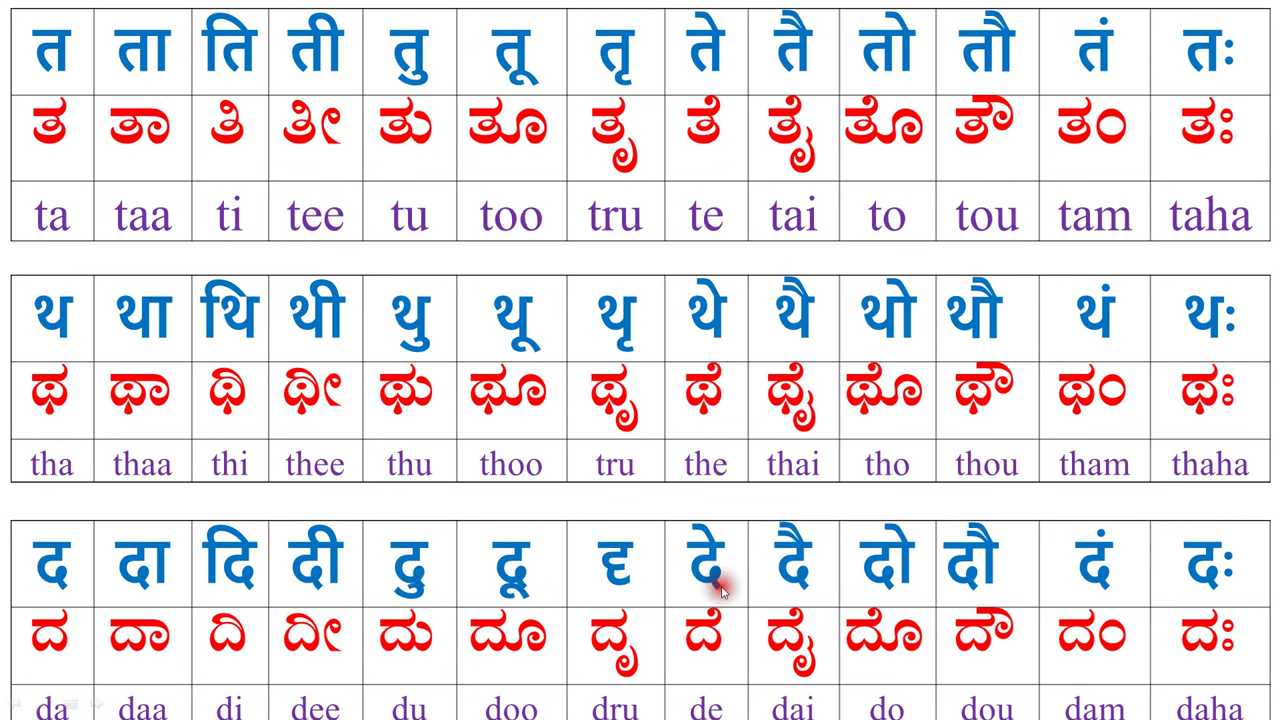 त ता ति ती तु तू तृ ते तै तो तौ तं तः
ತ ತಾ ತಿ ತೀ ತು ತೂ ತೃ ತೆ ತೈ ತೊ ತೌ ತಂ ತಃ
ta taa ti tee tu too tru te tai to tou tam taha
थ था थि थी थु थू थृ थे थै थो थौ थं थः
ಥ ಥಾ ಥಿ ಥೀ ಥು ಥೂ ಥೃ ಥೆ ಥೈ ಥೊ ಥೌ ಥಂ ಥಃ
tha thaa thi thee thu thoo tru the thai tho thou tham thaha
द दा दि दी दु दू दृ दे दै दो दौ दं दः
ದ ದಾ ದಿ ದೀ ದು ದೂ ದೃ ದೆ ದೈ ದೊ ದೌ ದಂ ದಃ
da daa di dee du doo dru de dai do dou dam daha